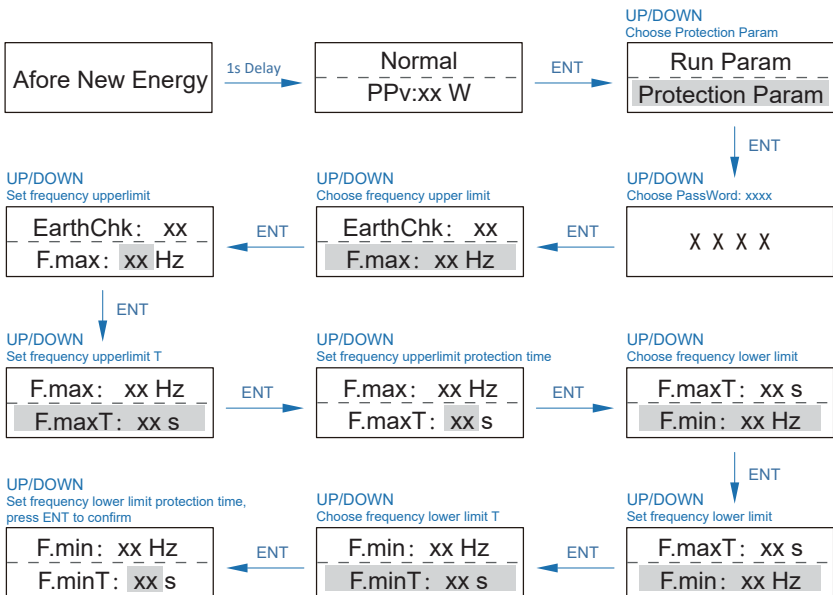 UP/DOWN
Choose Protection Param
Afore New Energy
1s Delay
Normal
PPv:xx W
ENT
Run Param
Protection Param
ENT
UP/DOWN
Choose PassWord: xxxx
X X X X
ENT
UP/DOWN
Choose frequency upper limit
EarthChk: xx
F.max: xx Hz
ENT
UP/DOWN
Set frequency upperlimit
EarthChk: xx
F.max: xx Hz
ENT
UP/DOWN
Set frequency upperlimit T
F.max: xx Hz
F.maxT: xx s
ENT
UP/DOWN
Set frequency upperlimit protection time
F.max: xx Hz
F.maxT: xx s
ENT
UP/DOWN
Choose frequency lower limit
F.maxT: xx s
F.min: xx Hz
ENT
UP/DOWN
Set frequency lower limit
F.maxT: xx s
F.min: xx Hz
ENT
UP/DOWN
Choose frequency lower limit T
F.min: xx Hz
F.minT: xx s
ENT
UP/DOWN
Set frequency lower limit protection time,
press ENT to confirm
F.min: xx Hz
F.minT: xx s